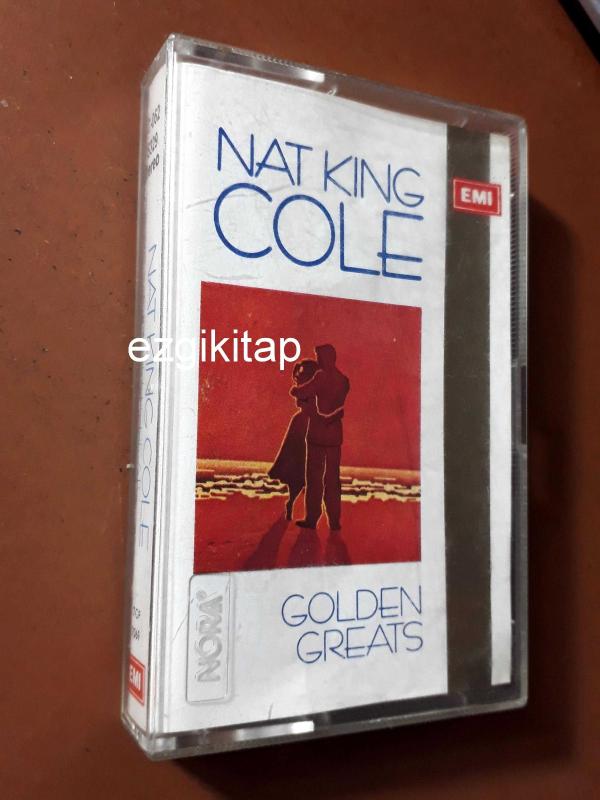 NAT KING
COLE
EMI
GOLDEN
GREATS
NORA
ezgikitap
NAT KING COLE
EMI